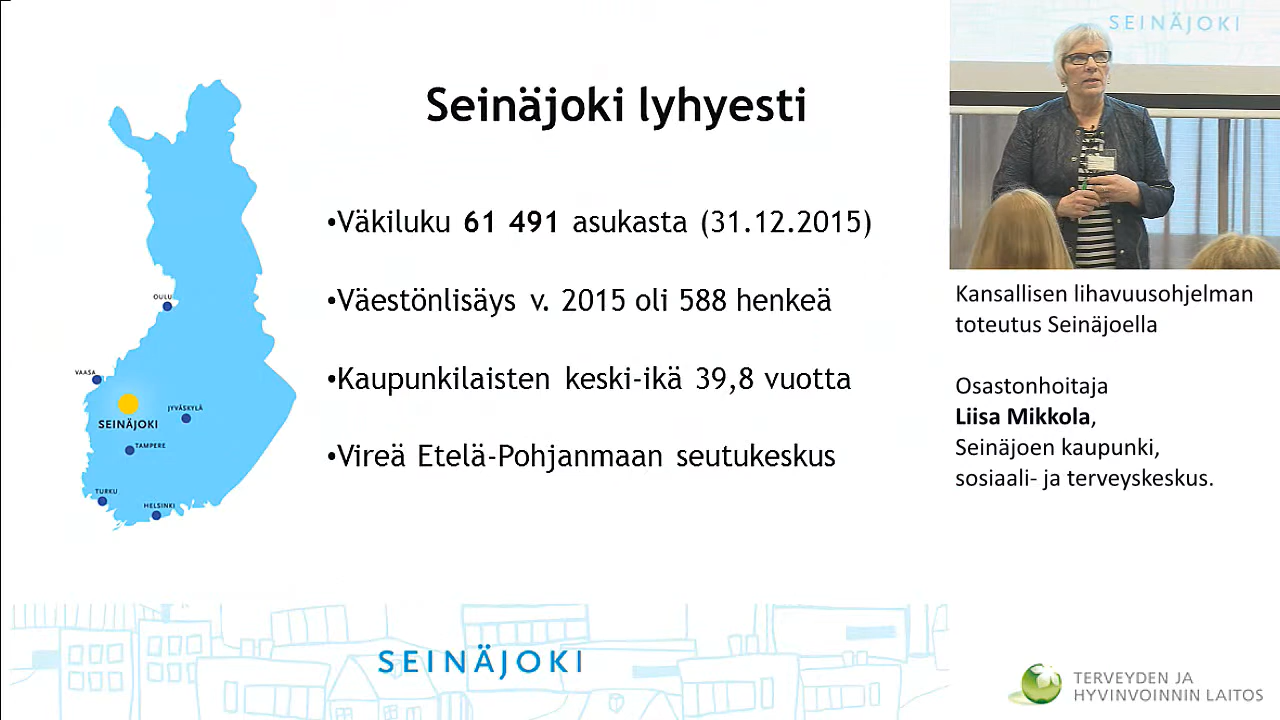 Seinäjoki lyhyesti
•Väkiluku 61 491 asukasta (31.12.2015)
•Väestönlisäys v. 2015 oli 588 henkeä
•Kaupunkilaisten keski-ikä 39,8 vuotta
•Vireä Etelä-Pohjanmaan seutukeskus
OULU
VAASA
SEINÄJOKI
JYVÄSKYLÄ
TAMPERE
TURKU
HELSINKI
SEINÄJOKI
SEINÄJOKI
Kansallisen lihavuusohjelman
toteutus Seinäjoella
Osastonhoitaja
Liisa Mikkola,
Seinäjoen kaupunki,
sosiaali- ja terveyskeskus.
TERVEYDEN JA
HYVINVOINNIN LAITOS